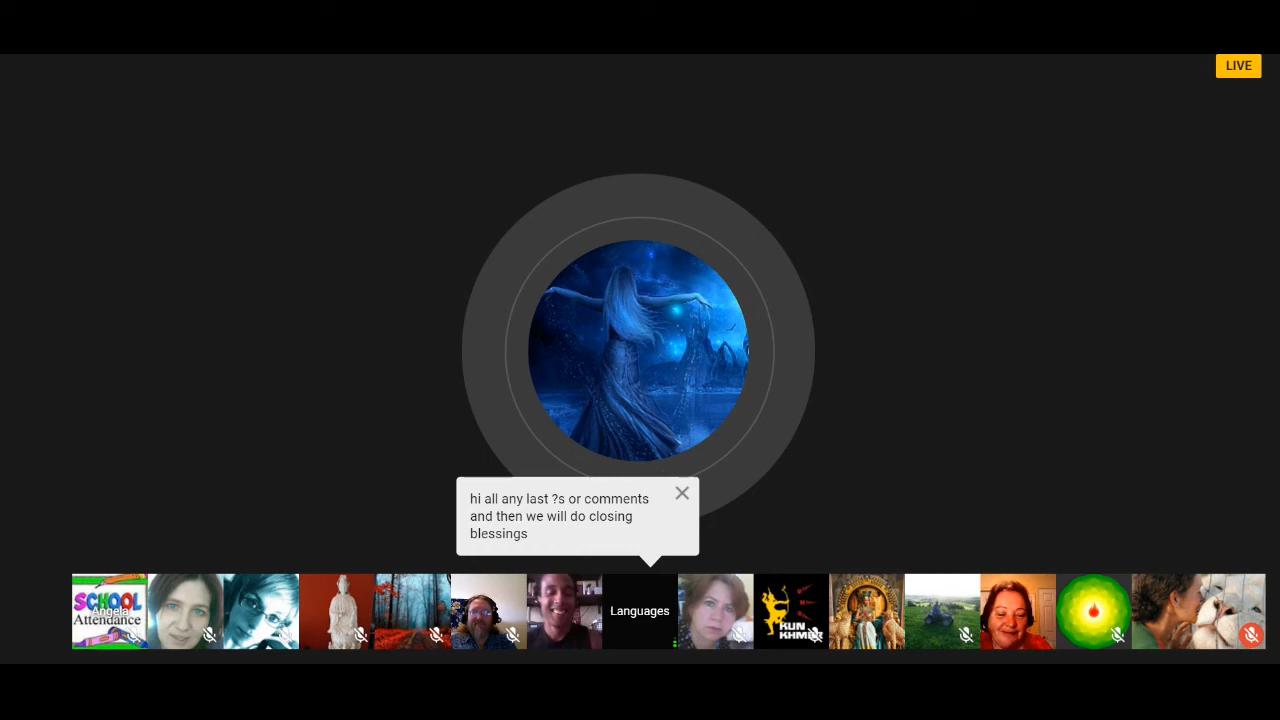 LIVE
hi all any last ?s or comments
and then we will do closing
blessings
SCHOOL
Angela
Attendance
Languages
KUN
KHMER